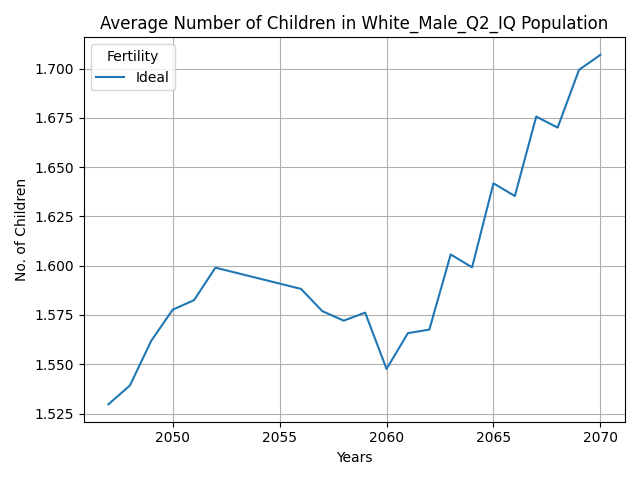 Average Number of Children in White_Male_Q2_IQ Population
Fertility
Ideal
No. of Children
1.700
1.675
1.650
1.625
1.600
1.575
1.550
1.525
2050 2055 2060 2065 2070
Years